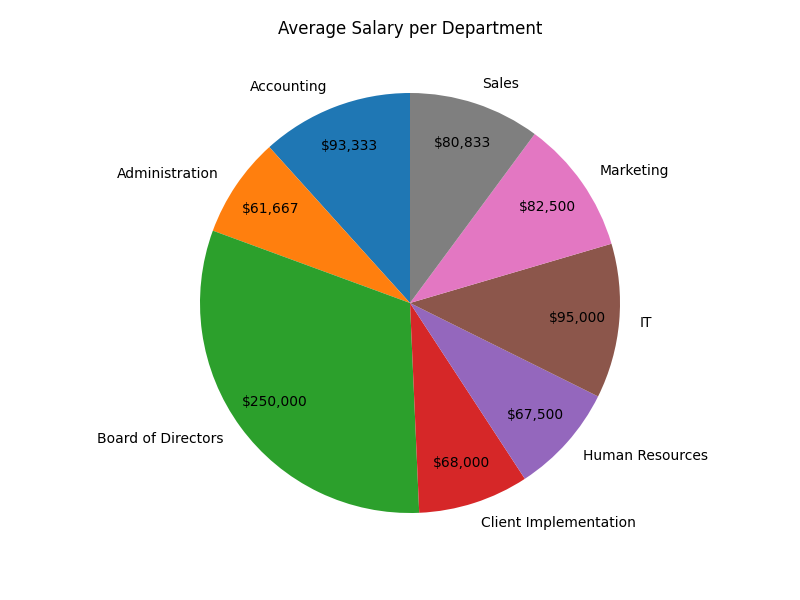 Average Salary per Department
Accounting
$93,333
Administration
$61,667
Board of Directors
$250,000
Client Implementation
$68,000
Human Resources
$67,500
IT
$95,000
Marketing
$82,500
Sales
$80,833